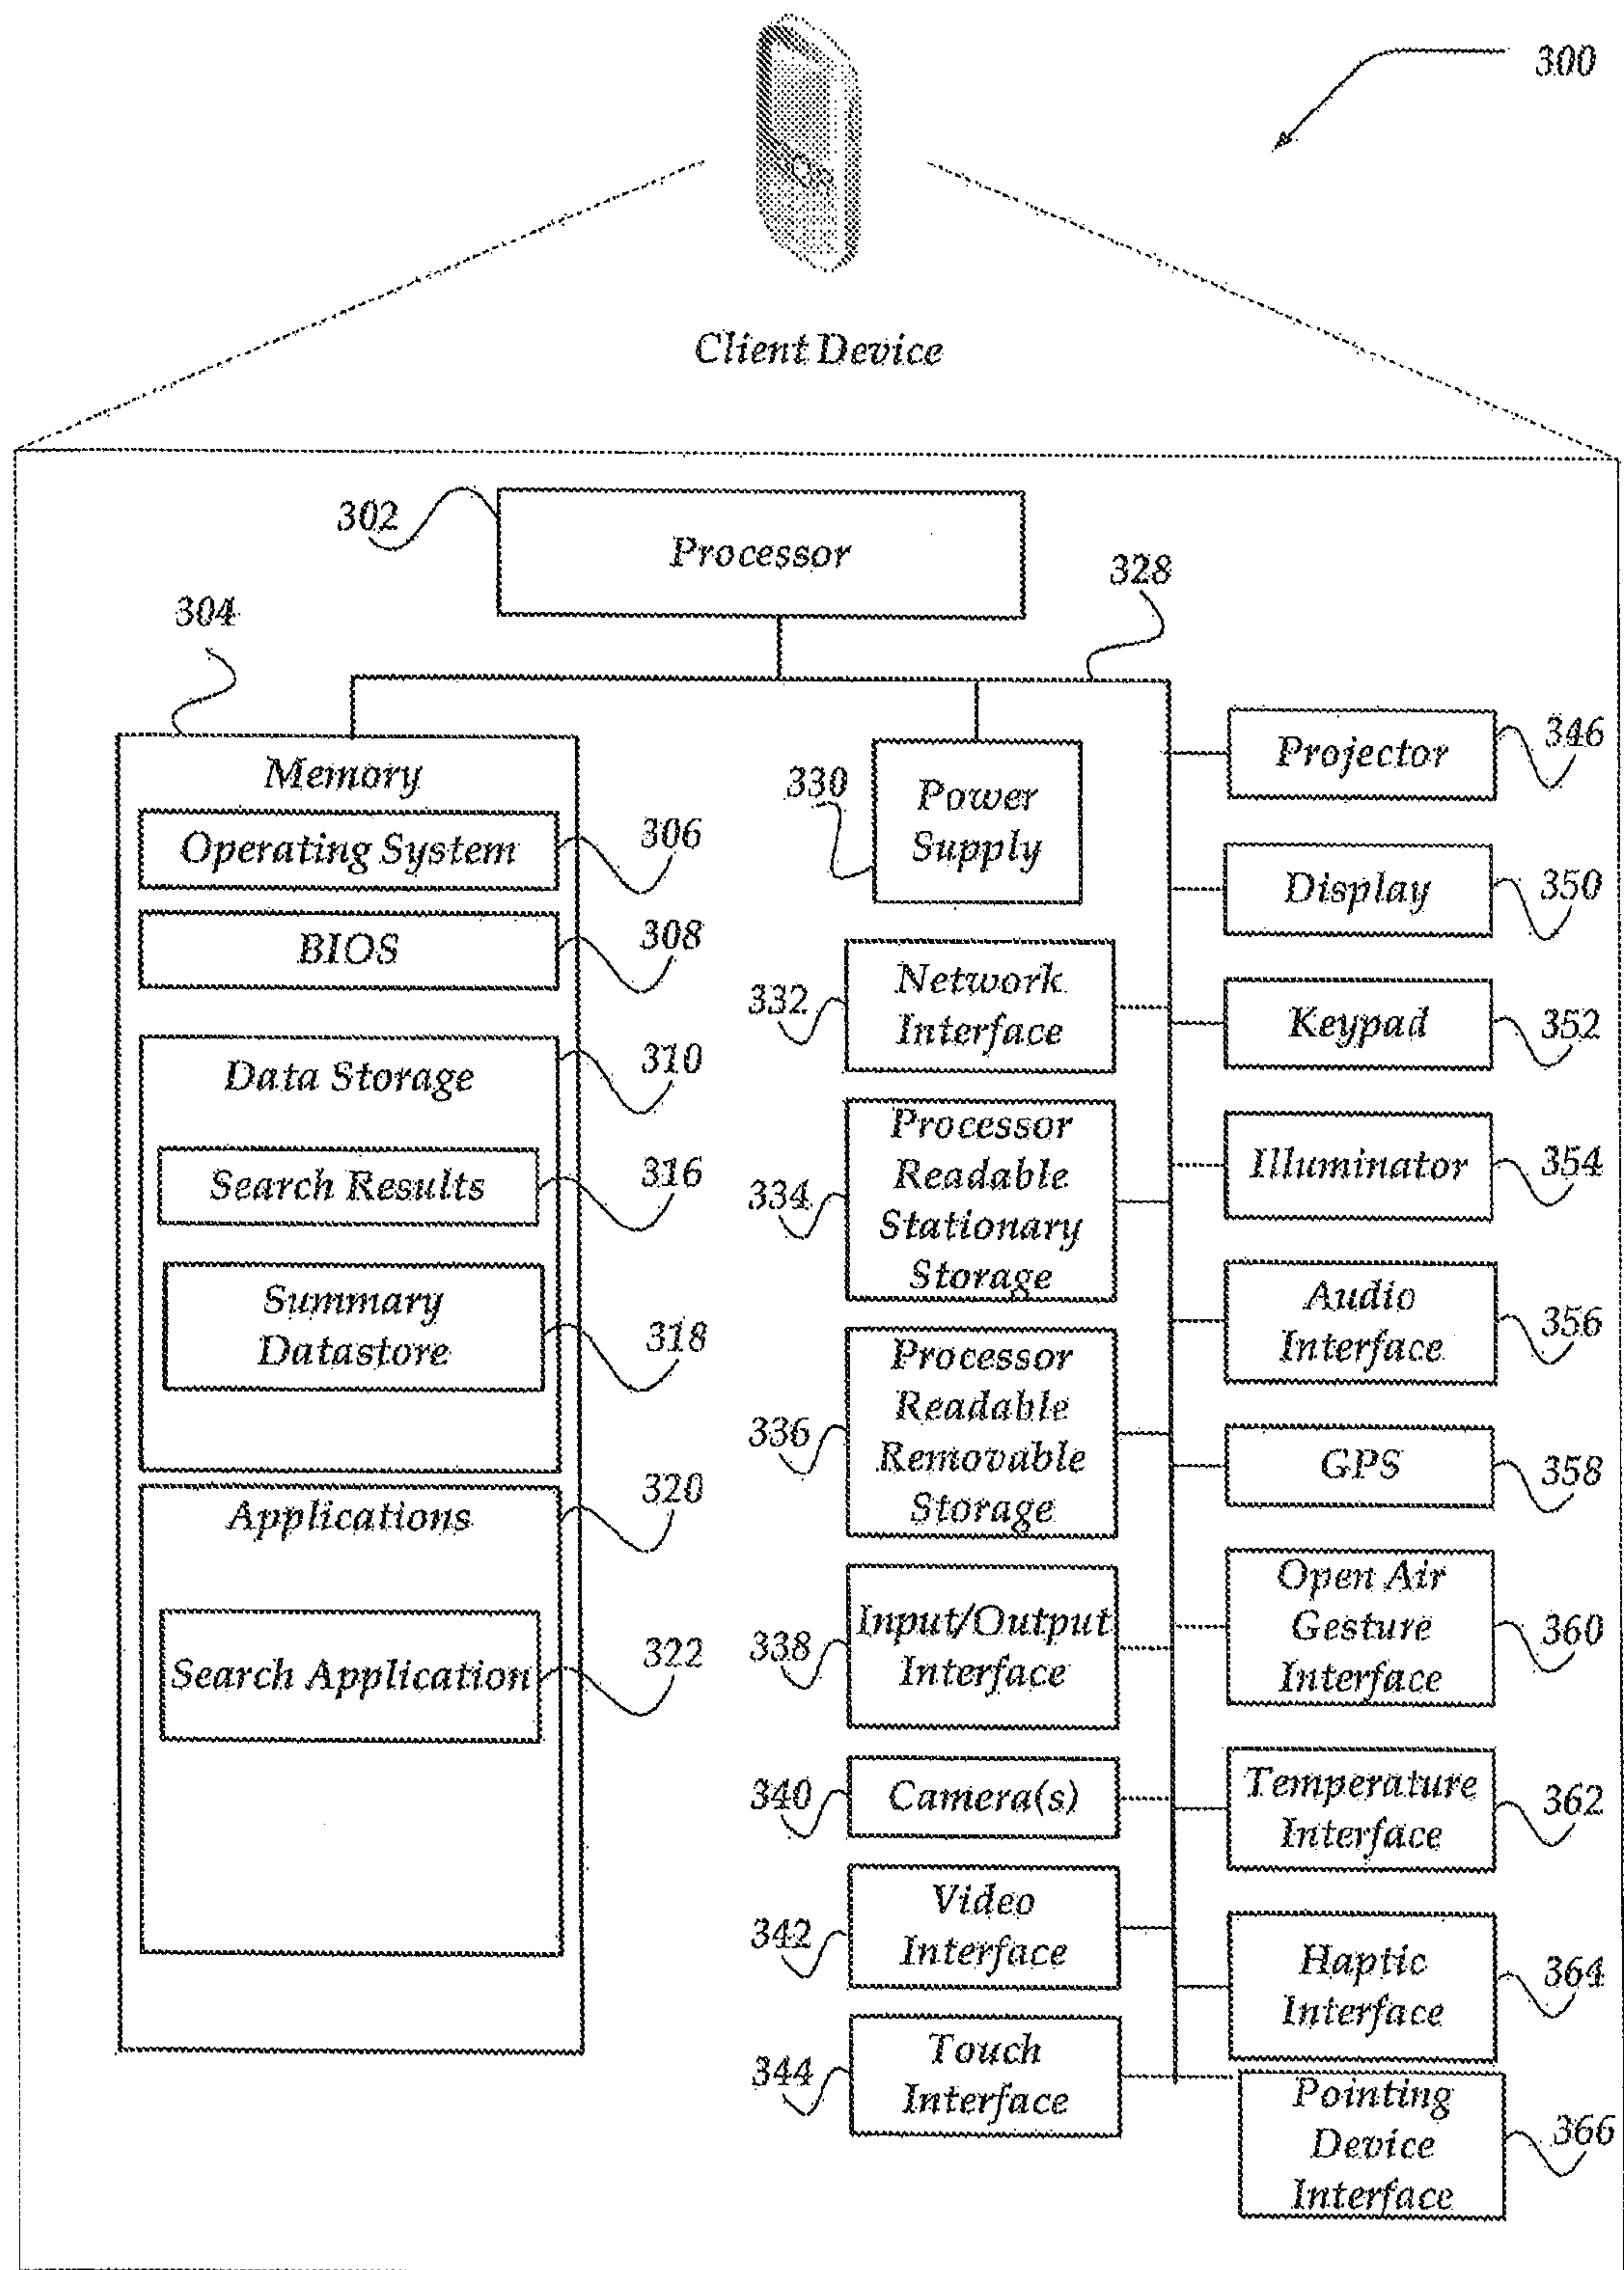 300
Client Device
302
Processor
328
304
Memory
Operating System
306
BIOS
308
Data Storage
310
Search Results
316
Summary
Datastore
318
Applications
320
Search Application
322
330
Power
Supply
332
Network
Interface
334
Processor
Readable
Stationary
Storage
336
Processor
Readable
Removable
Storage
338
Input/Output
Interface
340
Camera(s)
342
Video
Interface
344
Touch
Interface
Projector
346
Display
350
Keypad
352
Illuminator
354
Audio
Interface
356
GPS
358
Open Air
Gesture
Interface
360
Temperature
Interface
362
Haptic
Interface
364
Pointing
Device
Interface
366